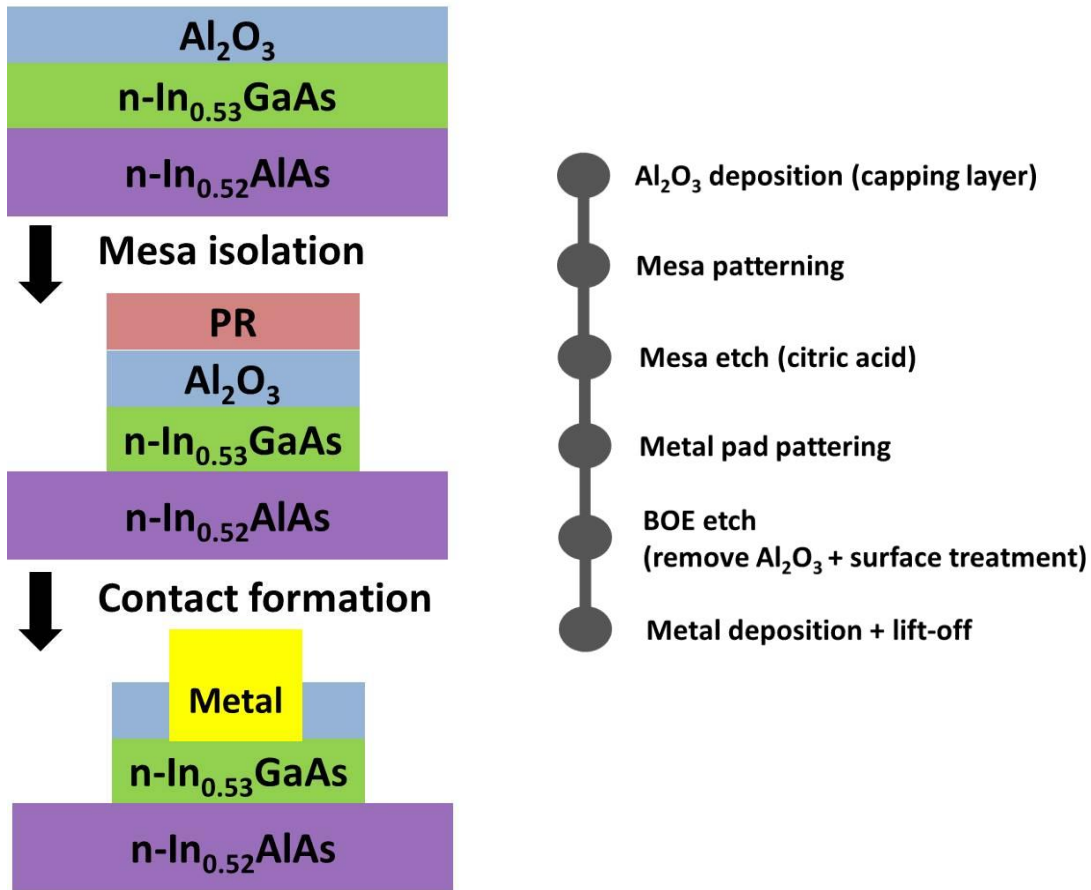 Al₂O₃
n-In₀.₅₃GaAs
n-In₀.₅₂AlAs
Mesa isolation
PR
Al₂O₃
n-In₀.₅₃GaAs
n-In₀.₅₂AlAs
Contact formation
Metal
n-In₀.₅₃GaAs
n-In₀.₅₂AlAs
Al₂O₃ deposition (capping layer)
Mesa patterning
Mesa etch (citric acid)
Metal pad pattering
BOE etch
(remove Al₂O₃ + surface treatment)
Metal deposition + lift-off